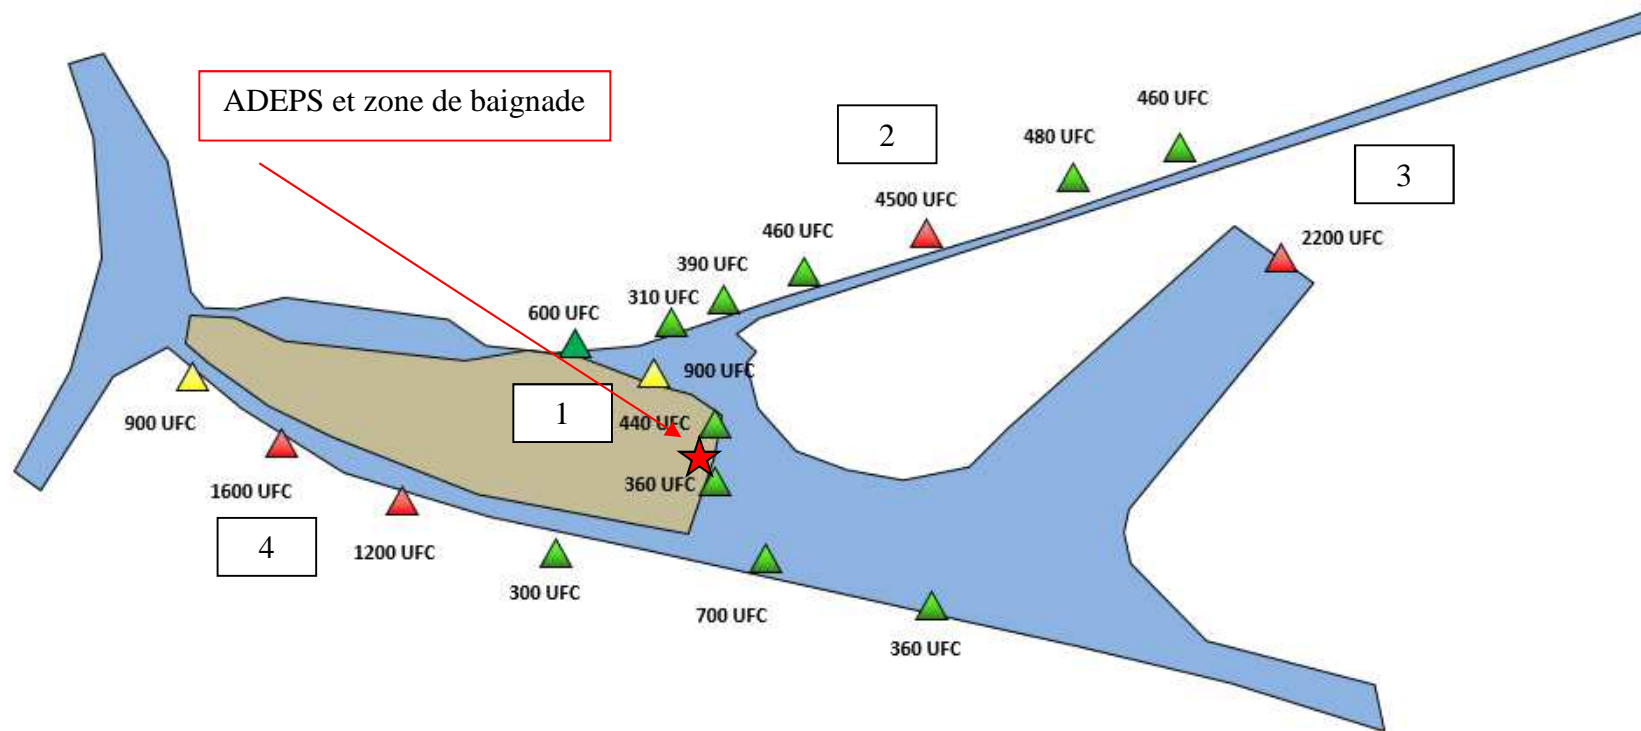 ADEPS et zone de baignade
460 UFC
2
480 UFC
3
4500 UFC
460 UFC
2200 UFC
390 UFC
310 UFC
600 UFC
900 UFC
1
440 UFC
900 UFC
360 UFC
1600 UFC
4
1200 UFC
300 UFC
700 UFC
360 UFC